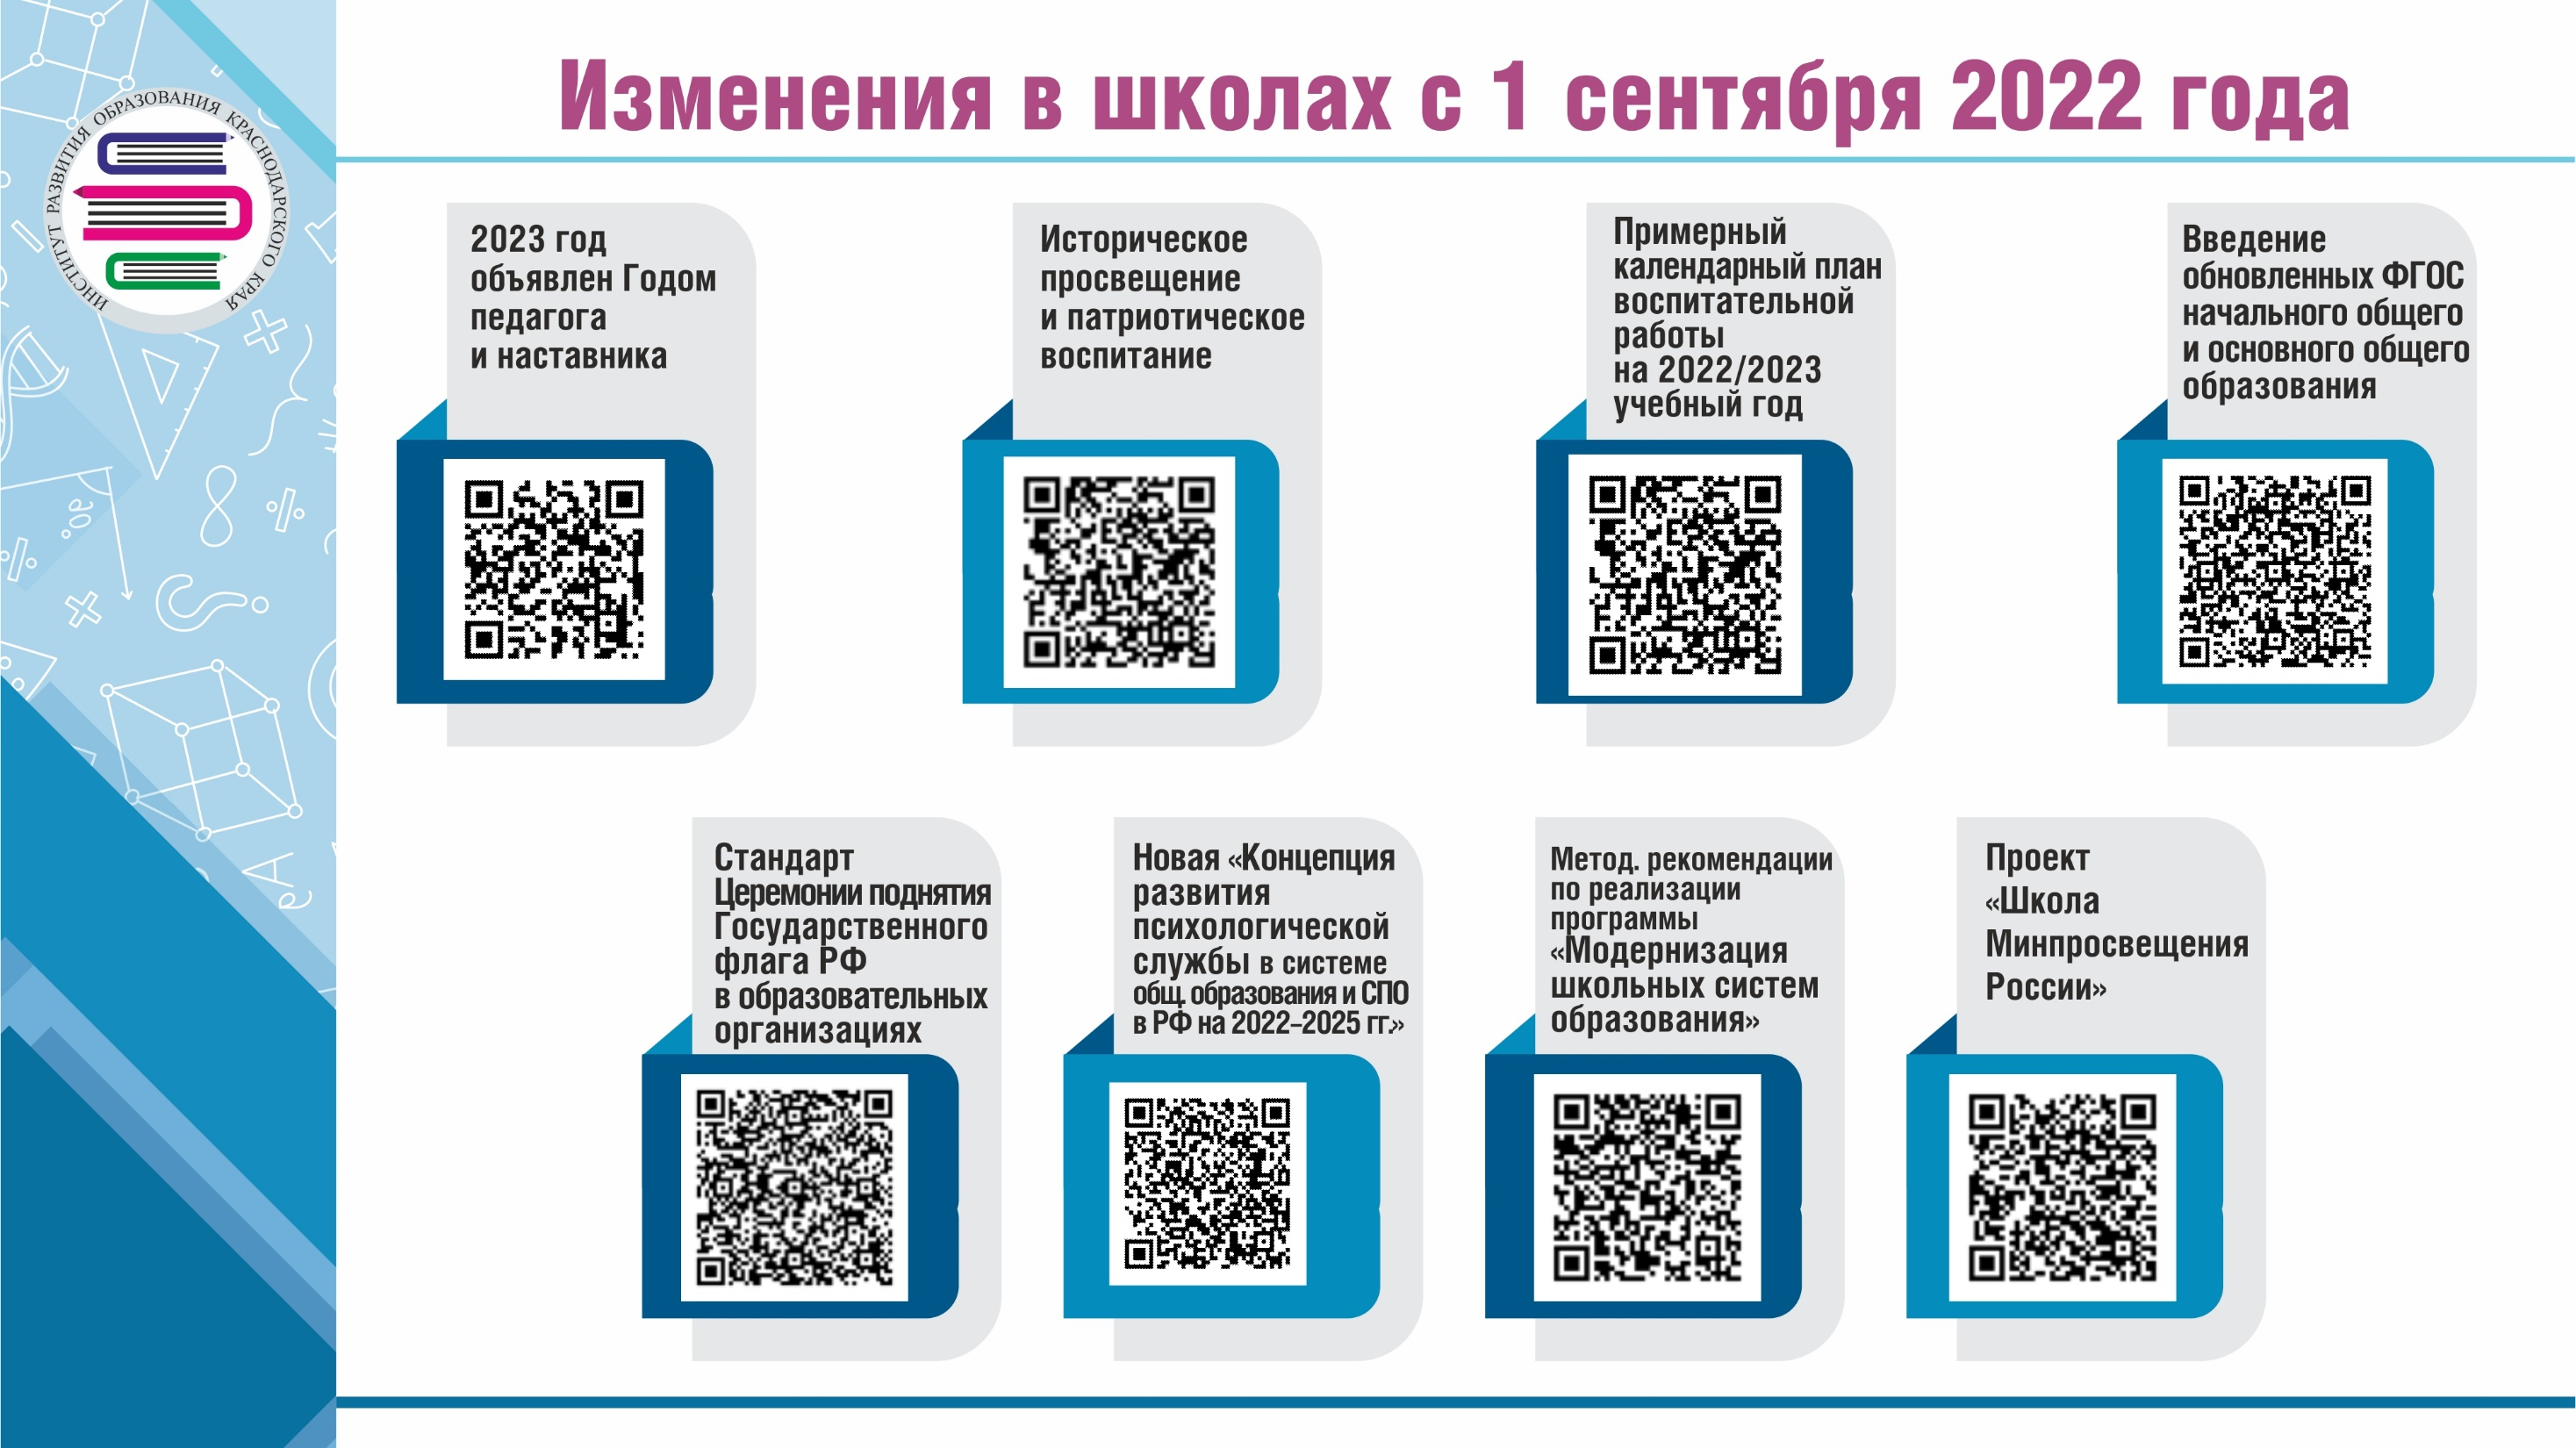 Изменения в школах с 1 сентября 2022 года
ИНСТИТУТ РАЗВИТИЯ ОБРАЗОВАНИЯ КРАСНОДАРСКОГО КРАЯ
2023 год
объявлен Годом
педагога
и наставника
Историческое
просвещение
и патриотическое
воспитание
Примерный
календарный план
воспитательной
работы
на 2022/2023
учебный год
Введение
обновленных ФГОС
начального общего
и основного общего
образования
Стандарт
Церемонии поднятия
Государственного
флага РФ
в образовательных
организациях
Новая «Концепция
развития
психологической
службы в системе
общ. образования и СПО
в РФ на 2022–2025 гг.»
Метод. рекомендации
по реализации
программы
«Модернизация
школьных систем
образования»
Проект
«Школа
Минпросвещения
России»
90°